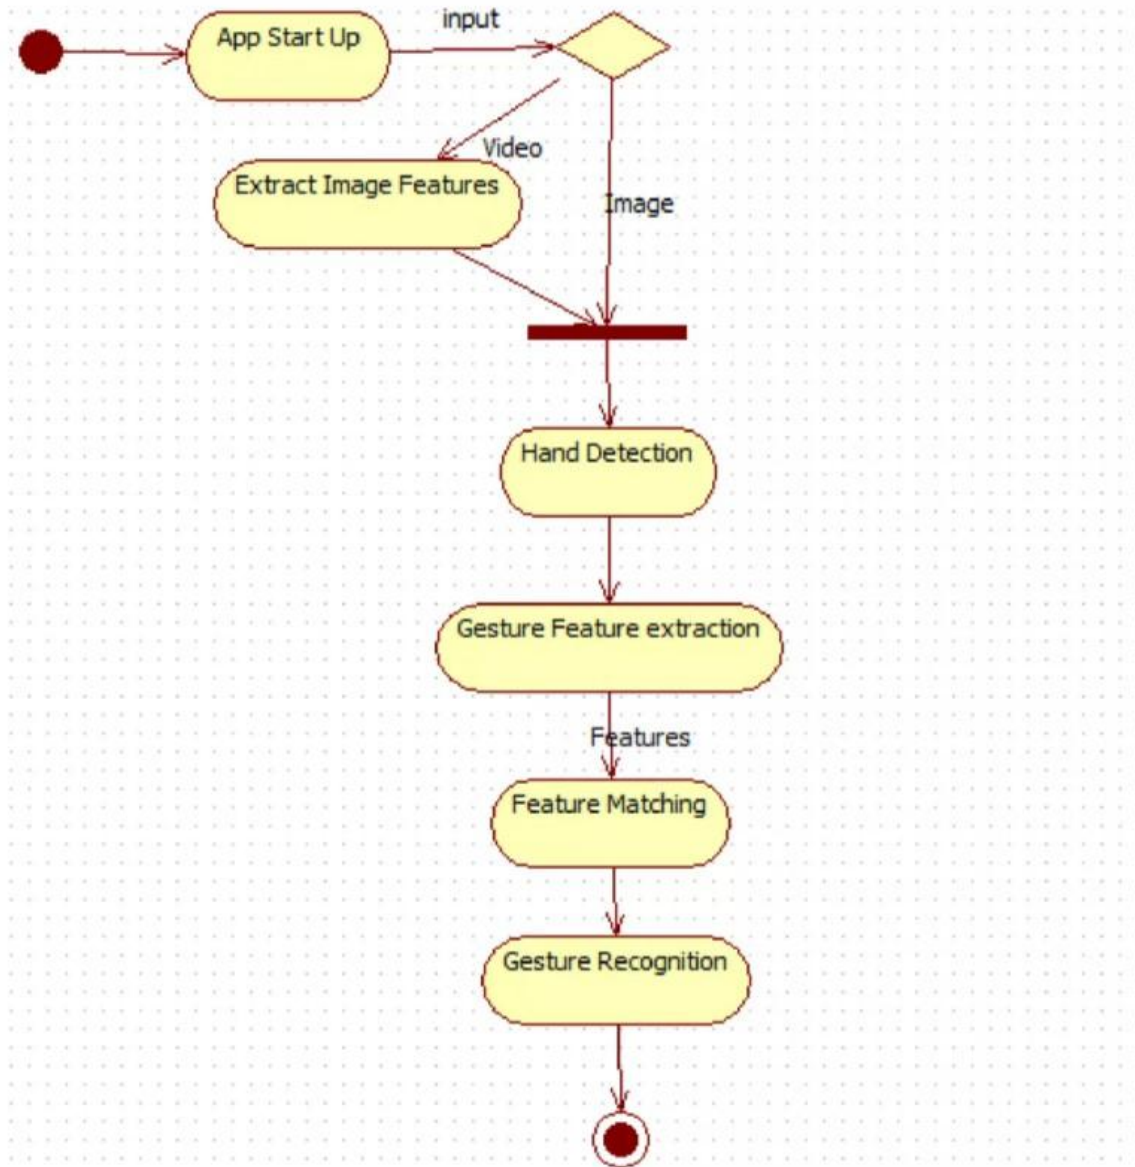 input
App Start Up
Video
Extract Image Features
Image
Hand Detection
Gesture Feature extraction
Features
Feature Matching
Gesture Recognition